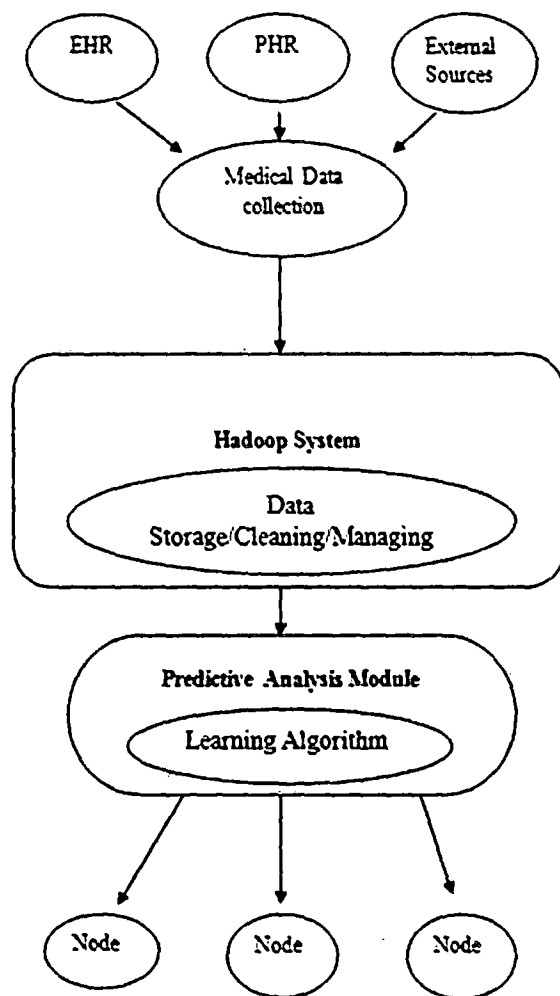 EHR
PHR
External
Sources
Medical Data
collection
Hadoop System
Data
Storage/Cleaning/Managing
Predictive Analysis Module
Learning Algorithm
Node
Node
Node